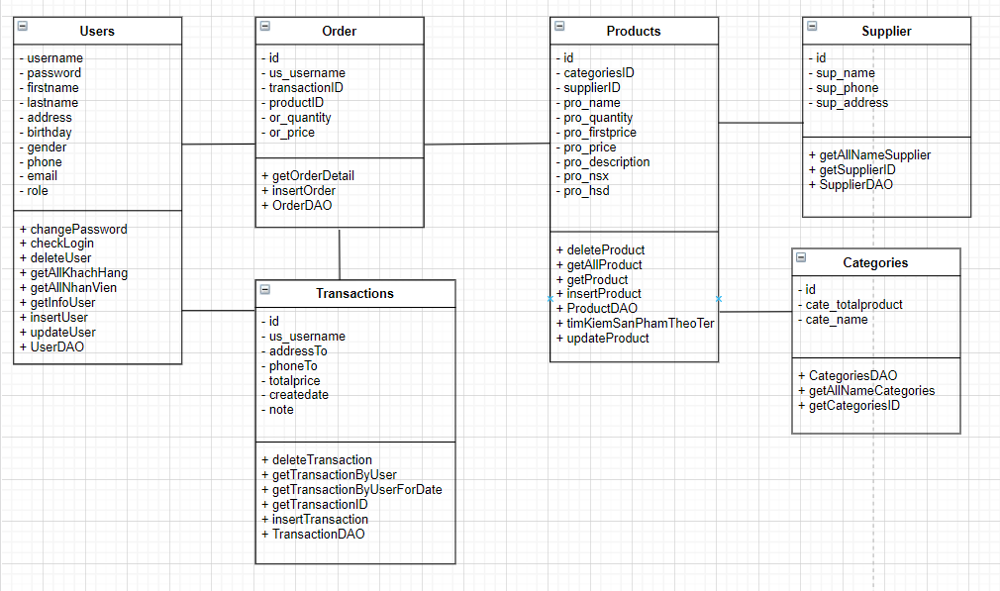 Users
- username
- password
- firstname
- lastname
- address
- birthday
- gender
- phone
- email
- role
+ changePassword
+ checkLogin
+ deleteUser
+ getAllKhachHang
+ getAllNhanVien
+ getInfoUser
+ insertUser
+ updateUser
+ UserDAO
Order
- id
- us_username
- transactionID
- productID
- or_quantity
- or_price
+ getOrderDetail
+ insertOrder
+ OrderDAO
Transactions
- id
- us_username
- addressTo
- phoneTo
- totalprice
- createdate
- note
+ deleteTransaction
+ getTransactionByUser
+ getTransactionByUserForDate
+ getTransactionID
+ insertTransaction
+ TransactionDAO
Products
- id
- categoriesID
- supplierID
- pro_name
- pro_quantity
- pro_firstprice
- pro_price
- pro_description
- pro_nsx
- pro_hsd
+ deleteProduct
+ getAllProduct
+ getProduct
+ insertProduct
+ ProductDAO
+ timKiemSanPhamTheoTer
+ updateProduct
Supplier
- id
- sup_name
- sup_phone
- sup_address
+ getAllNameSupplier
+ getSupplierID
+ SupplierDAO
Categories
- id
- cate_totalproduct
- cate_name
+ CategoriesDAO
+ getAllNameCategories
+ getCategoriesID